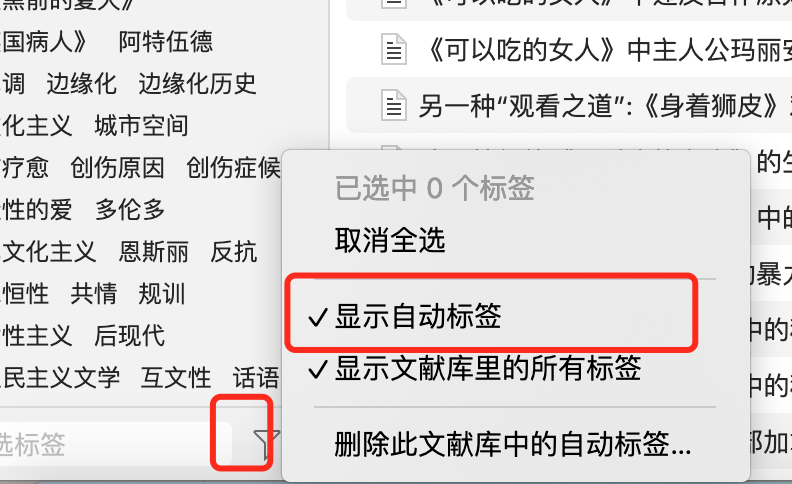 国病人》 阿特伍德
调 边缘化 边缘化历史
化主义 城市空间
疗愈 创伤原因 创伤症候
性的爱 多伦多
文化主义 恩斯丽 反抗
恒性 共情 规训
性主义 后现代
民主义文学 互文性 话语
选标签
《可以吃的女人》中主人公玛丽安
另一种“观看之道”:《身着狮皮》
的生
中的
暴力
中的
中的
部加
已选中 0 个标签
取消全选
✓ 显示自动标签
✓ 显示文献库里的所有标签
删除此文献库中的自动标签...